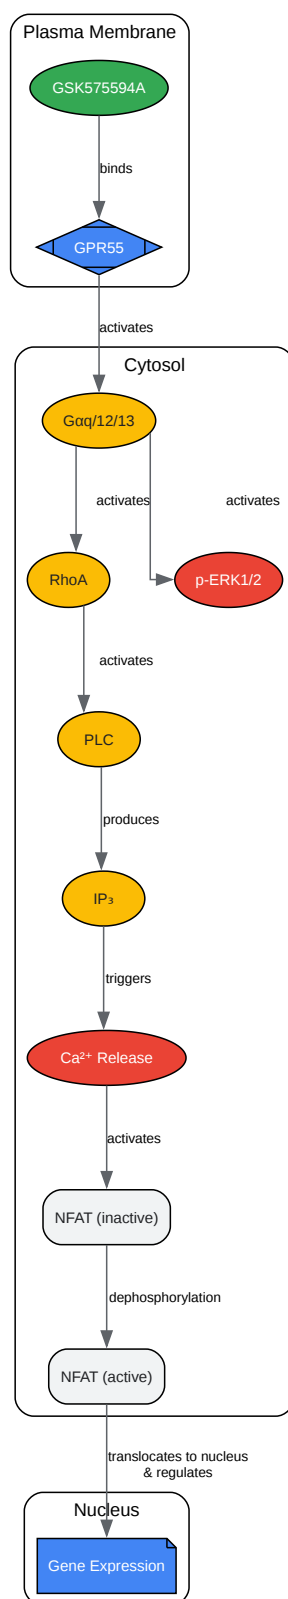 Plasma Membrane
GSK575594A
binds
GPR55
activates
Cytosol
Gαq/12/13
activates
activates
RhoA
p-ERK1/2
activates
PLC
produces
IP₃
triggers
Ca²⁺ Release
activates
NFAT (inactive)
dephosphorylation
NFAT (active)
translocates to nucleus
& regulates
Nucleus
Gene Expression